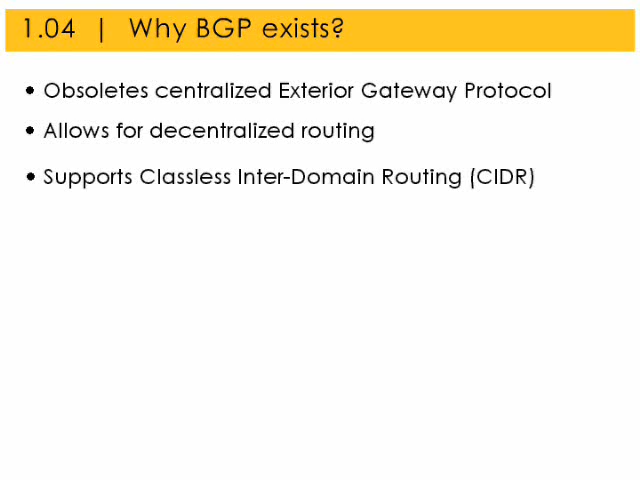 1.04 | Why BGP exists?
• Obsoletes centralized Exterior Gateway Protocol
• Allows for decentralized routing
• Supports Classless Inter-Domain Routing (CIDR)